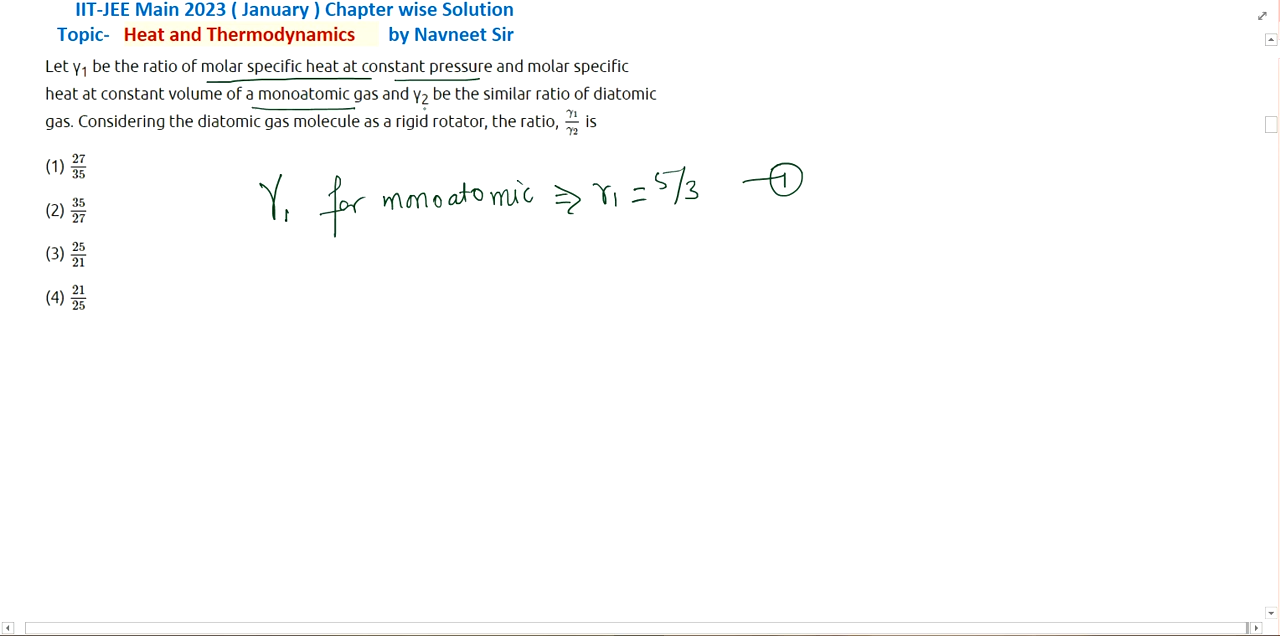 IIT-JEE Main 2023 ( January ) Chapter wise Solution
Topic- Heat and Thermodynamics by Navneet Sir
Let γ₁ be the ratio of molar specific heat at constant pressure and molar specific
heat at constant volume of a monoatomic gas and γ₂ be the similar ratio of diatomic
gas. Considering the diatomic gas molecule as a rigid rotator, the ratio, γ₁/γ₂ is
(1) 27/35
(2) 35/27
(3) 25/21
(4) 21/25
γ₁ for monoatomic ⇒ γ₁ = 5/3 — ①